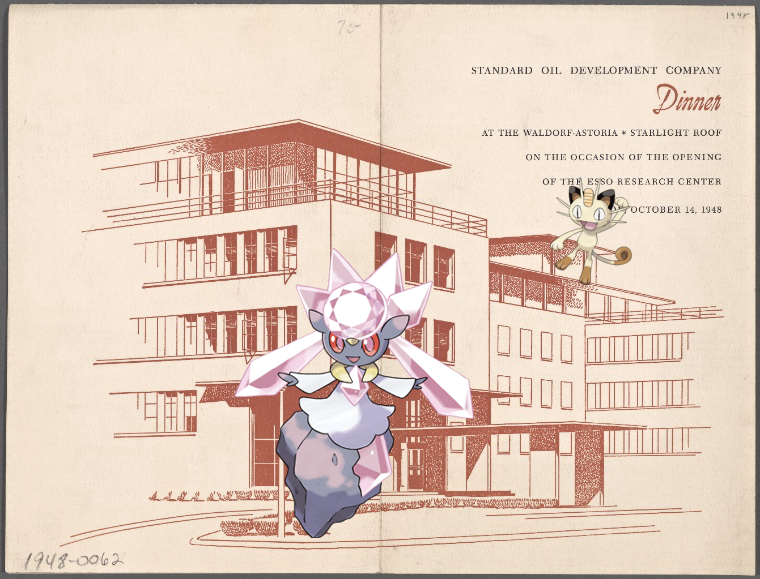 75
1948
STANDARD OIL DEVELOPMENT COMPANY
Dinner
AT THE WALDORF-ASTORIA * STARLIGHT ROOF
ON THE OCCASION OF THE OPENING
OF THE ESSO RESEARCH CENTER
OCTOBER 14, 1948
1948-0062